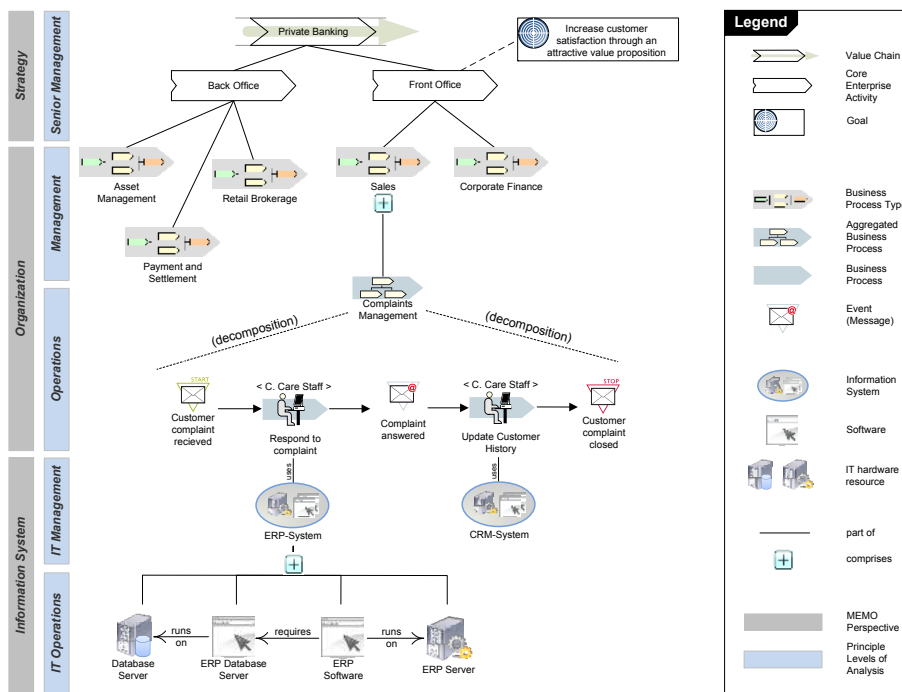 Strategy
Senior Management
Private Banking
Increase customer
satisfaction through an
attractive value proposition
Back Office
Front Office
Organization
Management
Asset
Management
Retail Brokerage
Payment and
Settlement
Sales
Corporate Finance
Complaints
Management
Operations
(decomposition)
(decomposition)
START
Customer
complaint
recieved
< C. Care Staff >
Respond to
complaint
@
Complaint
answered
< C. Care Staff >
Update Customer
History
STOP
Customer
complaint
closed
uses
uses
Information System
IT Management
ERP-System
CRM-System
IT Operations
runs
on
requires
runs
on
Database
Server
ERP Database
Server
ERP
Software
ERP Server
Legend
Value Chain
Core
Enterprise
Activity
Goal
Business
Process Type
Aggregated
Business
Process
Business
Process
@
Event
(Message)
Information
System
Software
IT hardware
resource
part of
comprises
MEMO
Perspective
Principle
Levels of
Analysis